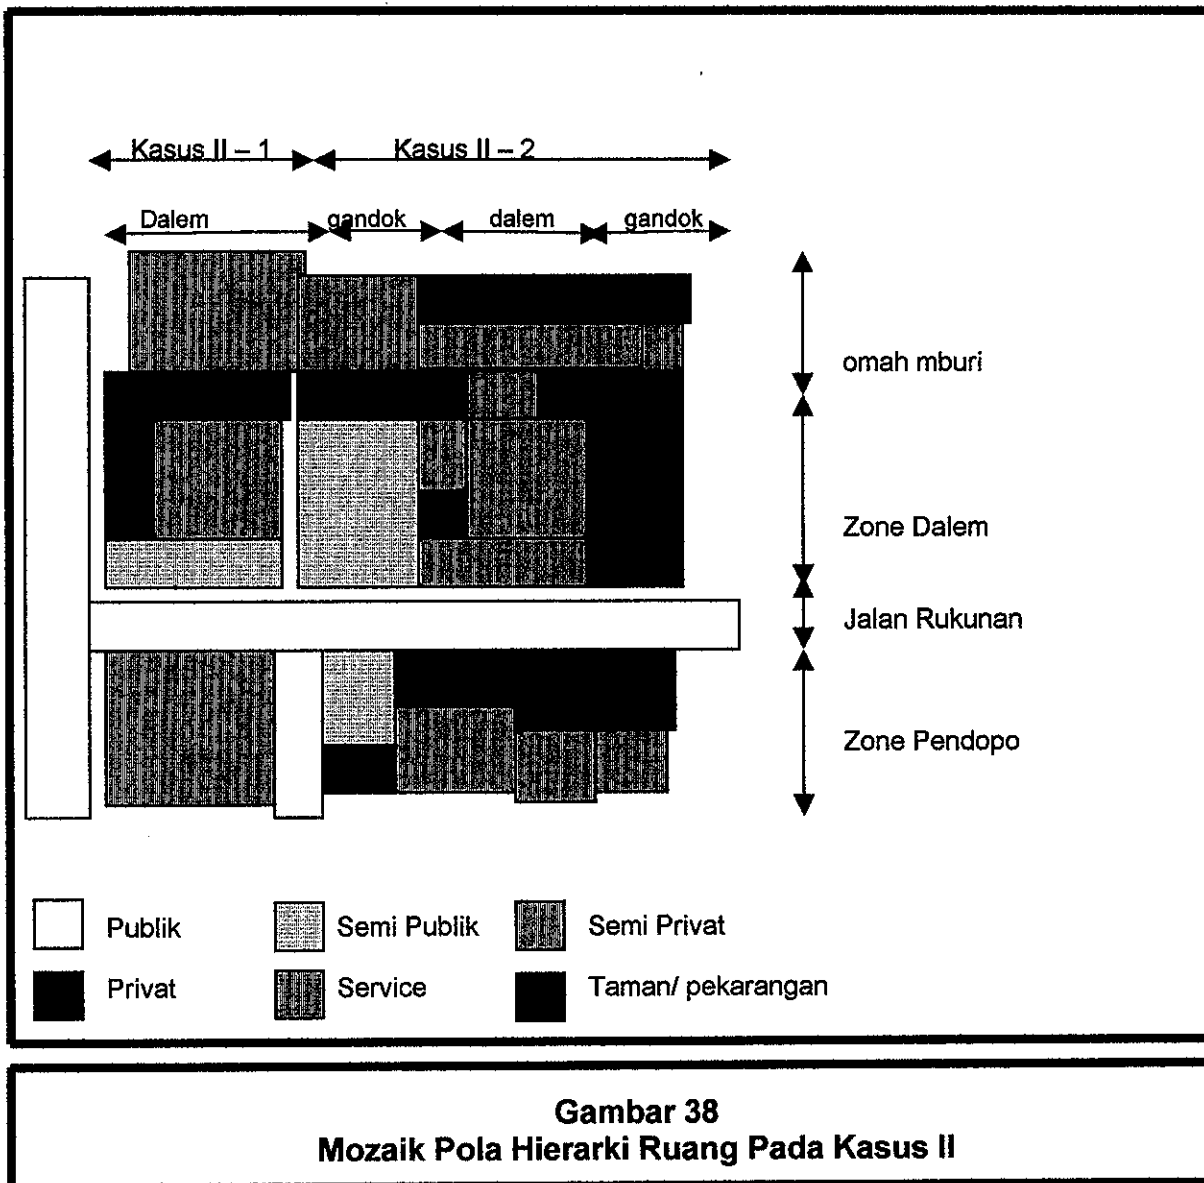 Kasus II – 1 Kasus II – 2
Dalem gandok dalem gandok
omah mburi
Zone Dalem
Jalan Rukunan
Zone Pendopo
Publik Semi Publik Semi Privat
Privat Service Taman/ pekarangan
Gambar 38
Mozaik Pola Hierarki Ruang Pada Kasus II